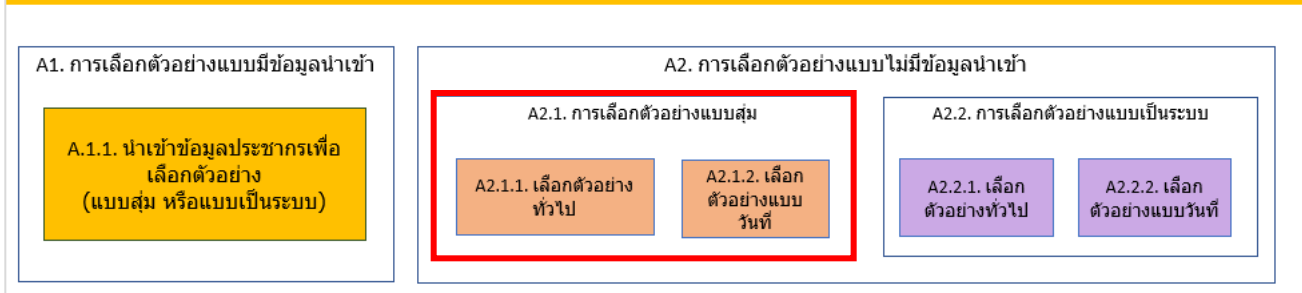 A1. การเลือกตัวอย่างแบบมีข้อมูลนำเข้า
A.1.1. นำเข้าข้อมูลประชากรเพื่อ
เลือกตัวอย่าง
(แบบสุ่ม หรือแบบเป็นระบบ)
A2. การเลือกตัวอย่างแบบไม่มีข้อมูลนำเข้า
A2.1. การเลือกตัวอย่างแบบสุ่ม
A2.1.1. เลือกตัวอย่าง
ทั่วไป
A2.1.2. เลือก
ตัวอย่างแบบ
วันที่
A2.2. การเลือกตัวอย่างแบบเป็นระบบ
A2.2.1. เลือก
ตัวอย่างทั่วไป
A2.2.2. เลือก
ตัวอย่างแบบวันที่